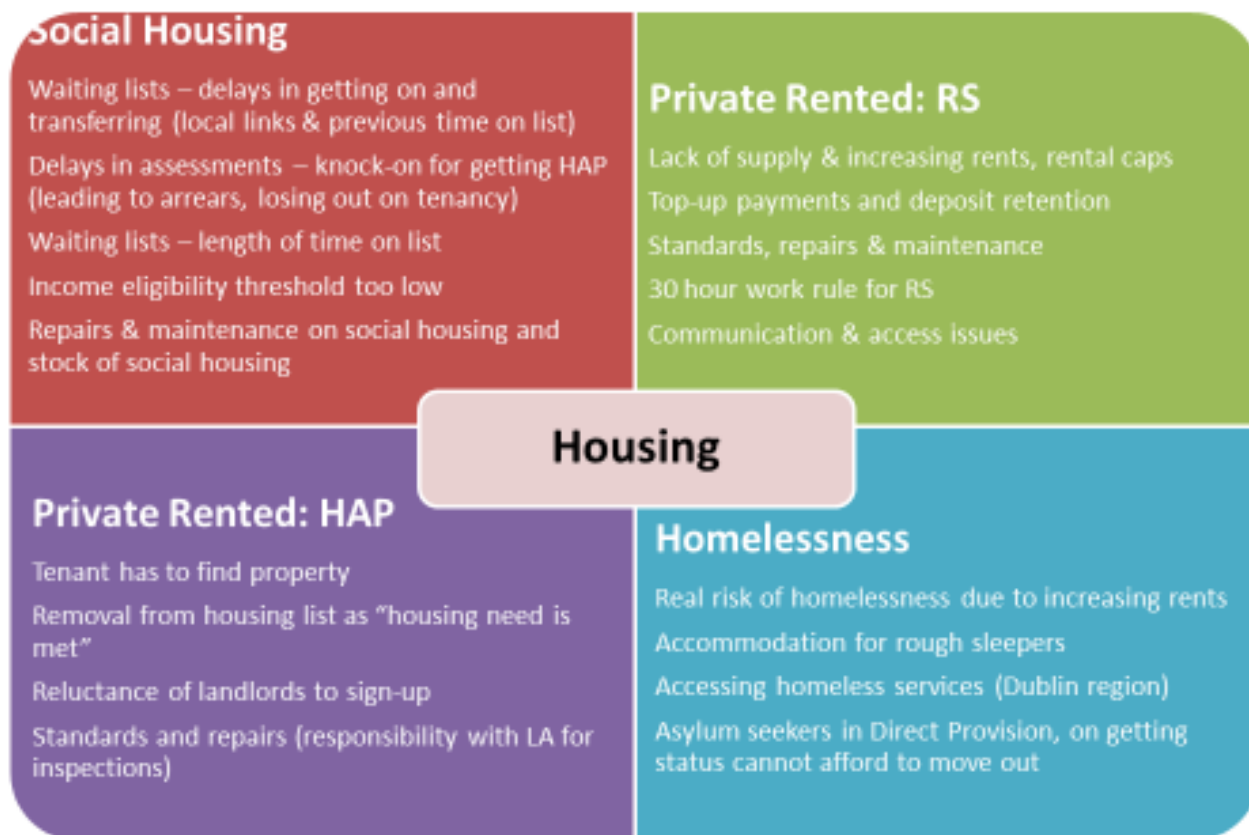 Social Housing
Waiting lists – delays in getting on and
transferring (local links & previous time on list)
Delays in assessments – knock-on for getting HAP
(leading to arrears, losing out on tenancy)
Waiting lists – length of time on list
Income eligibility threshold too low
Repairs & maintenance on social housing and
stock of social housing
Private Rented: RS
Lack of supply & increasing rents, rental caps
Top-up payments and deposit retention
Standards, repairs & maintenance
30 hour work rule for RS
Communication & access issues
Housing
Private Rented: HAP
Tenant has to find property
Removal from housing list as “housing need is
met”
Reluctance of landlords to sign-up
Standards and repairs (responsibility with LA for
inspections)
Homelessness
Real risk of homelessness due to increasing rents
Accommodation for rough sleepers
Accessing homeless services (Dublin region)
Asylum seekers in Direct Provision, on getting
status cannot afford to move out